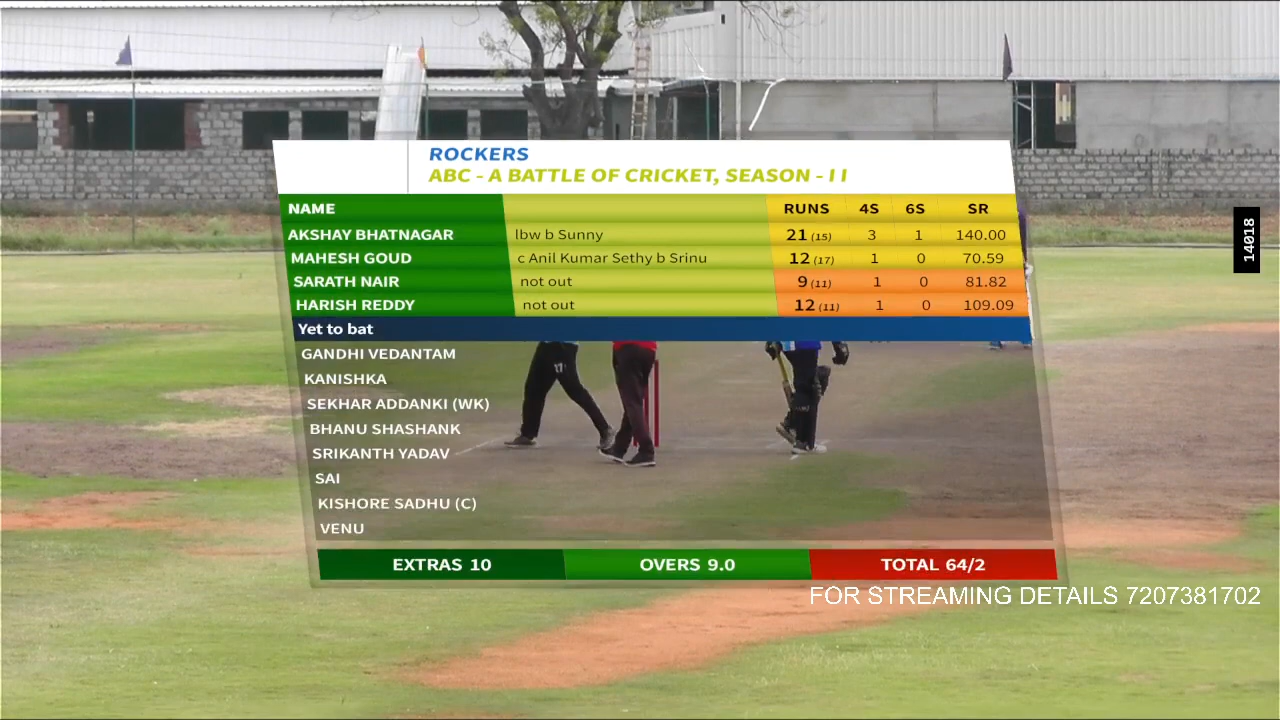 ROCKERS
ABC - A BATTLE OF CRICKET, SEASON - I I
NAME RUNS 4S 6S SR
AKSHAY BHATNAGAR lbw b Sunny 21 (15) 3 1 140.00
MAHESH GOUD c Anil Kumar Sethy b Srinu 12 (17) 1 0 70.59
SARATH NAIR not out 9 (11) 1 0 81.82
HARISH REDDY not out 12 (11) 1 0 109.09
Yet to bat
GANDHI VEDANTAM
KANISHKA
SEKHAR ADDANKI (WK)
BHANU SHASHANK
SRIKANTH YADAV
SAI
KISHORE SADHU (C)
VENU
EXTRAS 10 OVERS 9.0 TOTAL 64/2
FOR STREAMING DETAILS 7207381702
14018